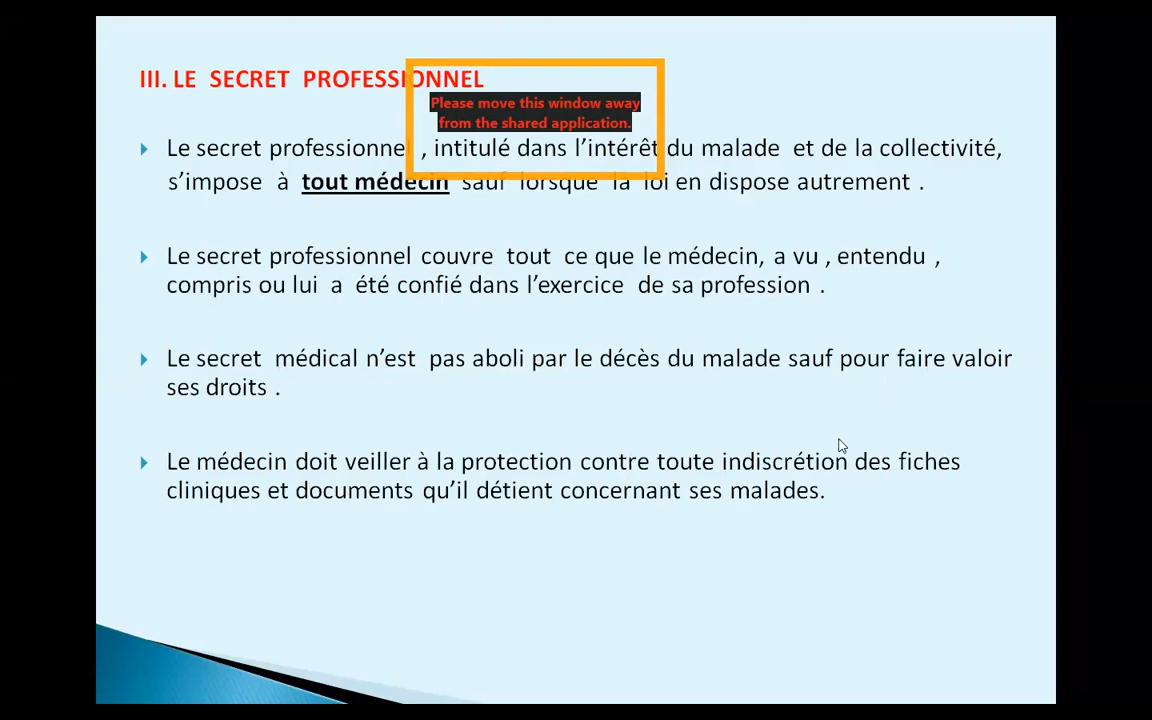 III. LE SECRET PROFESSIONNEL
Please move this window away
from the shared application.
Le secret professionnel , intitulé dans l’intérêt du malade et de la collectivité,
s’impose à tout médecin sauf lorsque la loi en dispose autrement .
Le secret professionnel couvre tout ce que le médecin, a vu , entendu ,
compris ou lui a été confié dans l’exercice de sa profession .
Le secret médical n’est pas aboli par le décès du malade sauf pour faire valoir
ses droits .
Le médecin doit veiller à la protection contre toute indiscrétion des fiches
cliniques et documents qu’il détient concernant ses malades.